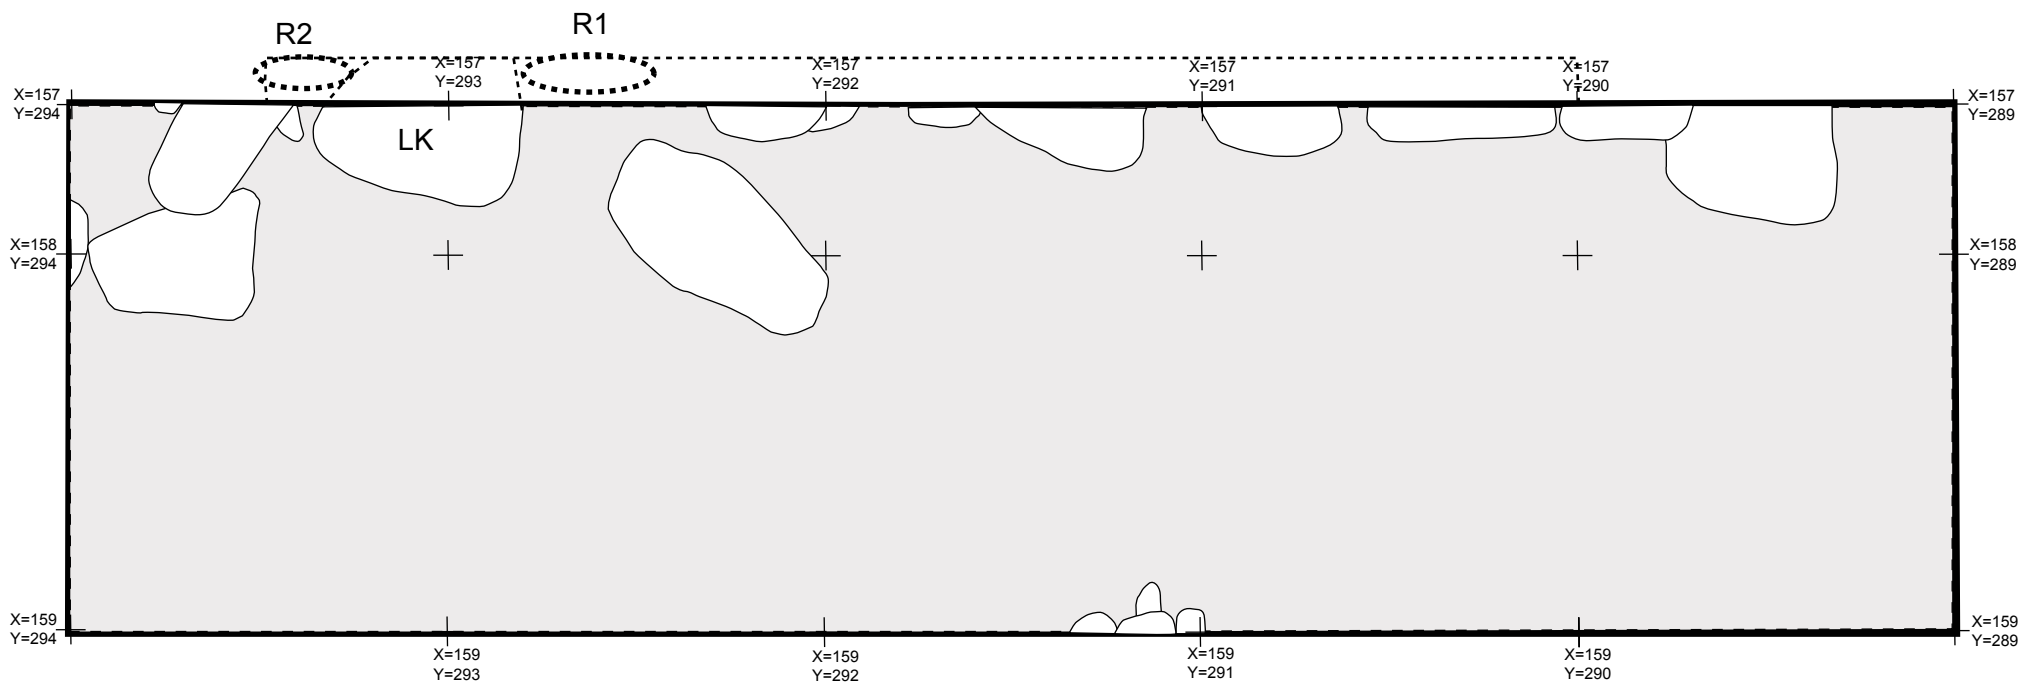 R2
R1
X=157
Y=293
X=157
Y=292
X=157
Y=291
X=157
Y=290
X=157
Y=294
X=157
Y=289
LK
X=158
Y=294
X=158
Y=289
X=159
Y=294
X=159
Y=289
X=159
Y=293
X=159
Y=292
X=159
Y=291
X=159
Y=290